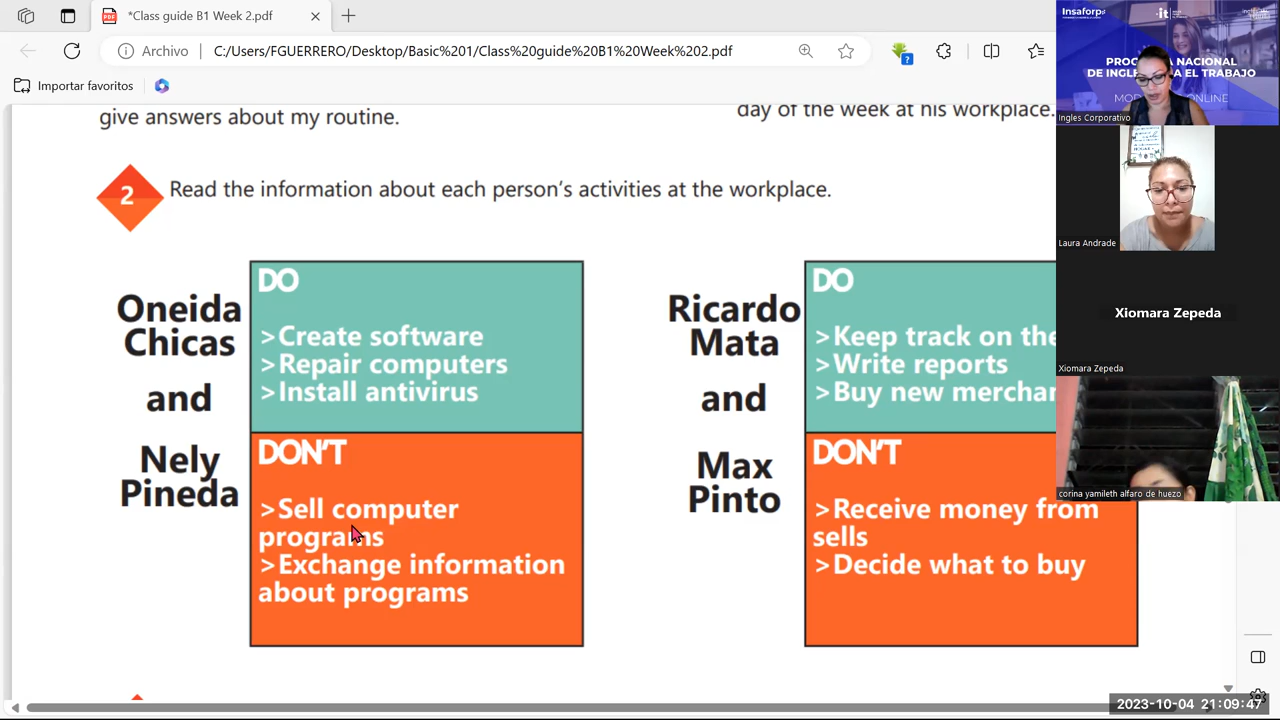 *Class guide B1 Week 2.pdf
Archivo
C:/Users/FGUERRERO/Desktop/Basic%201/Class%20guide%20B1%20Week%202.pdf
Importar favoritos
give answers about my routine.
day of the week at his workplace.
2
Read the information about each person's activities at the workplace.
Oneida
Chicas
and
Nely
Pineda
DO
>Create software
>Repair computers
>Install antivirus
DON'T
>Sell computer
programs
>Exchange information
about programs
Ricardo
Mata
and
Max
Pinto
DO
>Keep track on the
>Write reports
>Buy new merchan
DON'T
>Receive money from
sells
>Decide what to buy
Insaforp
Ingles Corporativo
Laura Andrade
Xiomara Zepeda
Xiomara Zepeda
corina yamileth alfaro de huezo
2023-10-04 21:09:47